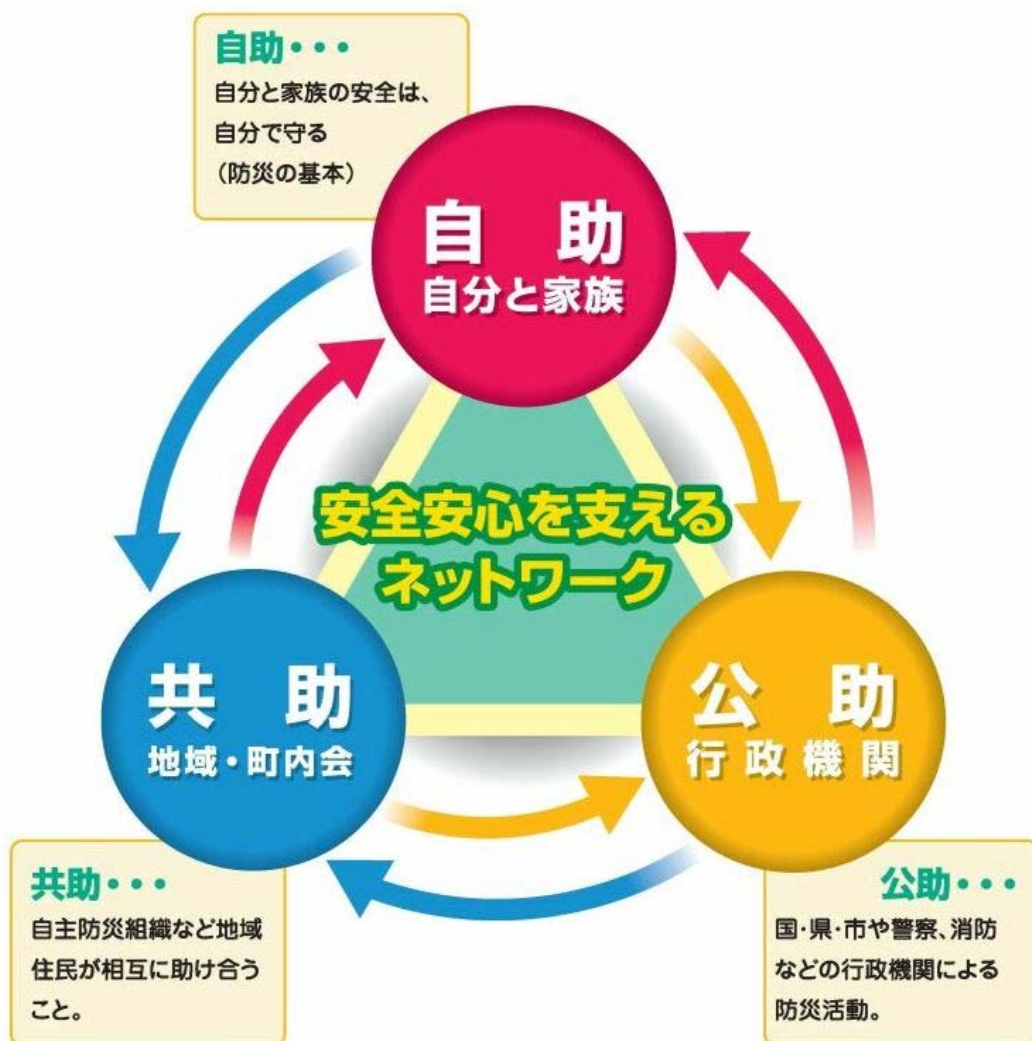 自助・・・
自分と家族の安全は、
自分で守る
（防災の基本）
自助
自分と家族
安全安心を支える
ネットワーク
共助
地域・町内会
公助
行政機関
共助・・・
自主防災組織など地域
住民が相互に助け合う
こと。
公助・・・
国・県・市や警察、消防
などの行政機関による
防災活動。